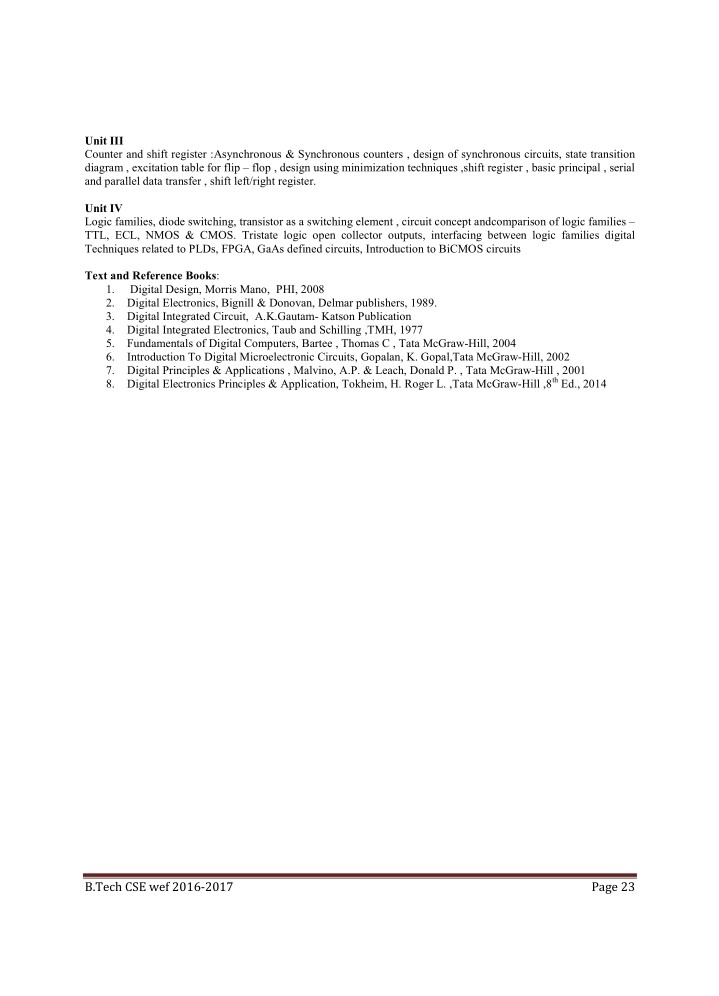 Unit III
Counter and shift register :Asynchronous & Synchronous counters , design of synchronous circuits, state transition
diagram , excitation table for flip – flop , design using minimization techniques ,shift register , basic principal , serial
and parallel data transfer , shift left/right register.
Unit IV
Logic families, diode switching, transistor as a switching element , circuit concept andcomparison of logic families –
TTL, ECL, NMOS & CMOS. Tristate logic open collector outputs, interfacing between logic families digital
Techniques related to PLDs, FPGA, GaAs defined circuits, Introduction to BiCMOS circuits
Text and Reference Books:
1. Digital Design, Morris Mano, PHI, 2008
2. Digital Electronics, Bignill & Donovan, Delmar publishers, 1989.
3. Digital Integrated Circuit, A.K.Gautam- Katson Publication
4. Digital Integrated Electronics, Taub and Schilling ,TMH, 1977
5. Fundamentals of Digital Computers, Bartee , Thomas C , Tata McGraw-Hill, 2004
6. Introduction To Digital Microelectronic Circuits, Gopalan, K. Gopal,Tata McGraw-Hill, 2002
7. Digital Principles & Applications , Malvino, A.P. & Leach, Donald P. , Tata McGraw-Hill , 2001
8. Digital Electronics Principles & Application, Tokheim, H. Roger L. ,Tata McGraw-Hill ,8th Ed., 2014
B.Tech CSE wef 2016-2017 Page 23